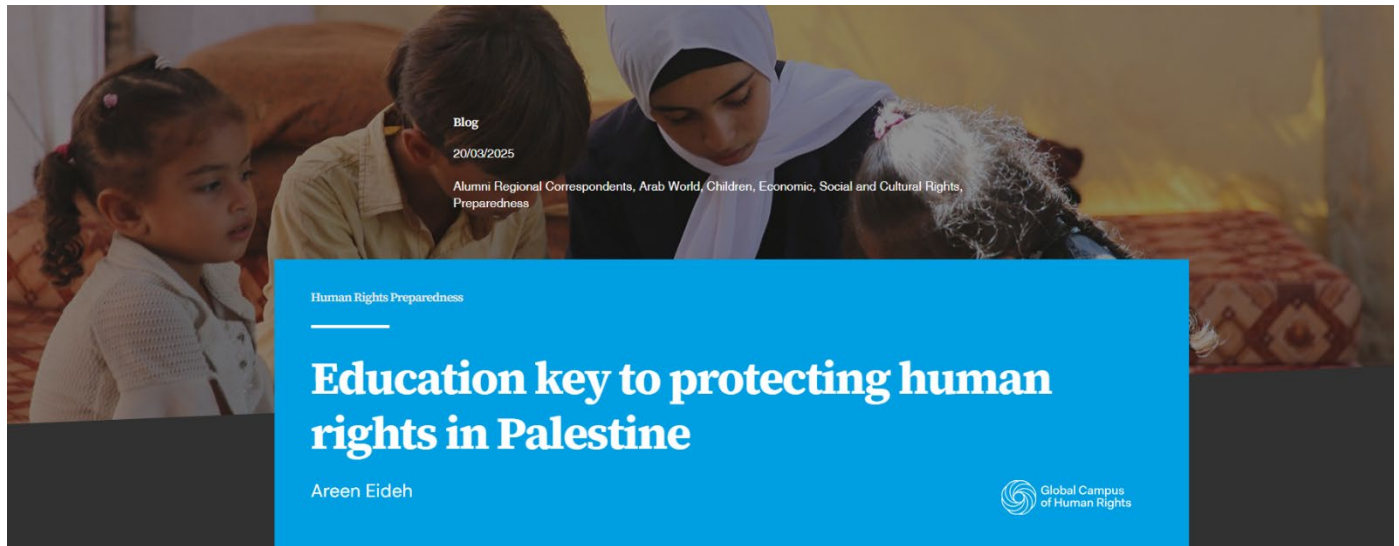 Blog
20/03/2025
Alumni Regional Correspondents, Arab World, Children, Economic, Social and Cultural Rights,
Preparedness
Human Rights Preparedness
Education key to protecting human
rights in Palestine
Areen Eideh
Global Campus
of Human Rights